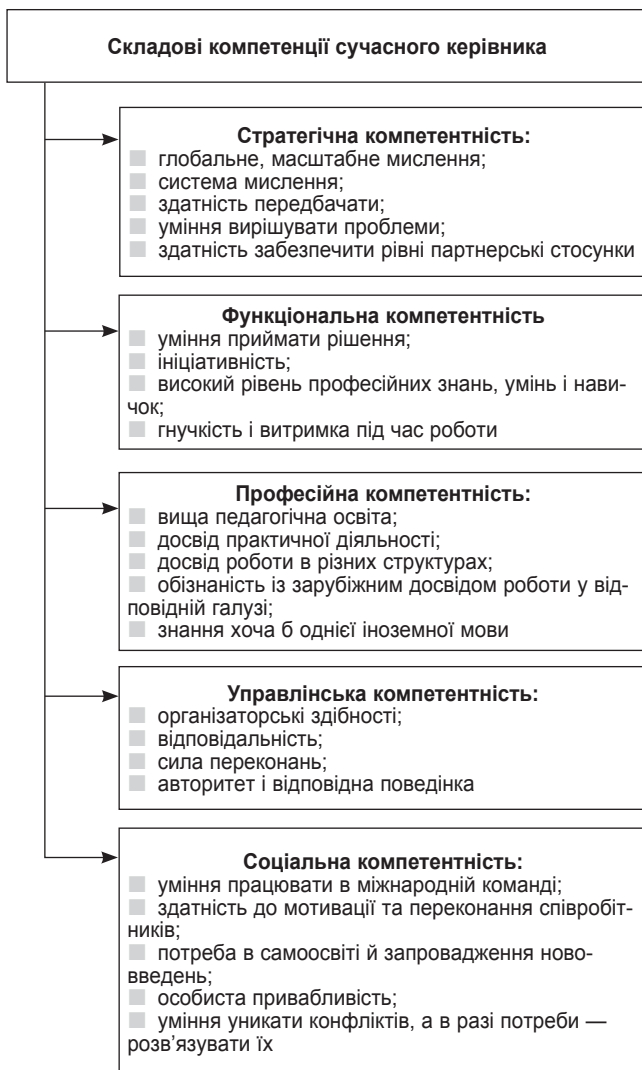 Складові компетенції сучасного керівника
Стратегічна компетентність:
глобальне, масштабне мислення;
система мислення;
здатність передбачати;
уміння вирішувати проблеми;
здатність забезпечити рівні партнерські стосунки
Функціональна компетентність
уміння приймати рішення;
ініціативність;
високий рівень професійних знань, умінь і нави-
чок;
гнучкість і витримка під час роботи
Професійна компетентність:
вища педагогічна освіта;
досвід практичної діяльності;
досвід роботи в різних структурах;
обізнаність із зарубіжним досвідом роботи у від-
повідній галузі;
знання хоча б однієї іноземної мови
Управлінська компетентність:
організаторські здібності;
відповідальність;
сила переконань;
авторитет і відповідна поведінка
Соціальна компетентність:
уміння працювати в міжнародній команді;
здатність до мотивації та переконання співробіт-
ників;
потреба в самоосвіті й запровадження ново-
введень;
особиста привабливість;
уміння уникати конфліктів, а в разі потреби —
розв'язувати їх